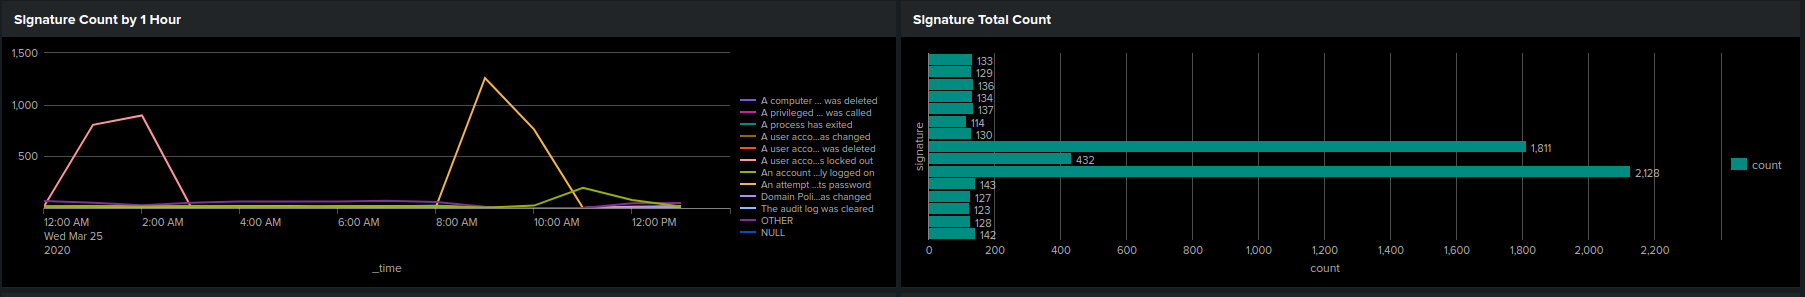 Signature Count by 1 Hour
1,500
1,000
500
12:00 AM
Wed Mar 25
2020
2:00 AM
4:00 AM
6:00 AM
8:00 AM
10:00 AM
12:00 PM
_time
A computer ... was deleted
A privileged ... was called
A process has exited
A user acco...as changed
A user acco... was deleted
A user acco...s locked out
An account ...ly logged on
An attempt ...ts password
Domain Poli...as changed
The audit log was cleared
OTHER
NULL
Signature Total Count
signature
133
129
136
134
137
114
130
1,811
432
2,128
143
127
123
128
142
0
200
400
600
800
1,000
1,200
1,400
1,600
1,800
2,000
2,200
count
count